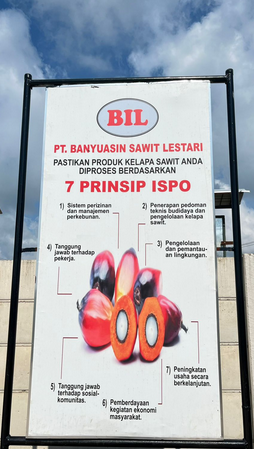 BIL
PT. BANYUASIN SAWIT LESTARI
PASTIKAN PRODUK KELAPA SAWIT ANDA
DIPROSES BERDASARKAN
7 PRINSIP ISPO
1) Sistem perizinan
dan manajemen
perkebunan.
2) Penerapan pedoman
teknis budidaya dan
pengelolaan kelapa
sawit.
3) Pengelolaan
dan pemantau-
an lingkungan.
4) Tanggung
jawab terhadap
pekerja.
5) Tanggung jawab
terhadap sosial-
komunitas.
6) Pemberdayaan
kegiatan ekonomi
masyarakat.
7) Peningkatan
usaha secara
berkelanjutan.